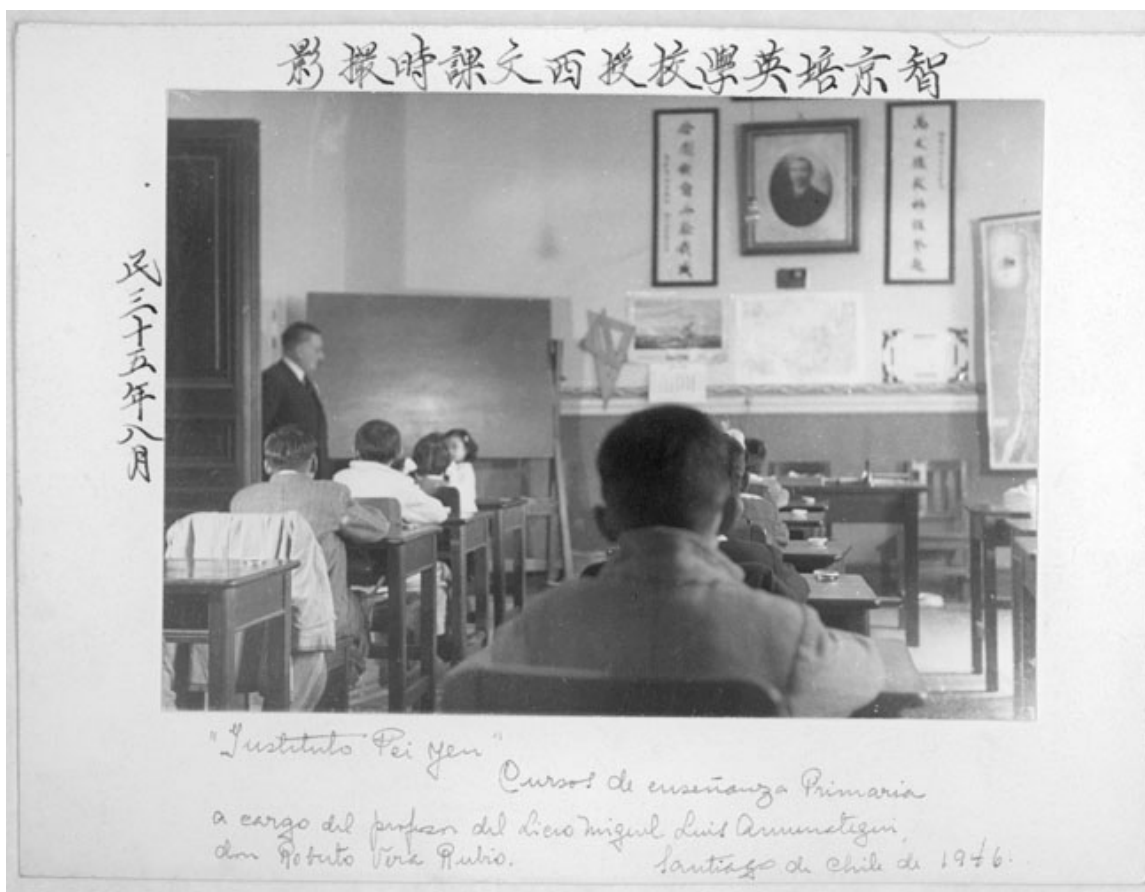 智京培英學校授西文課時撮影
民三十五年八月
"Instituto Pei Yen"
Cursos de enseñanza Primaria
a cargo del profesor del Liceo Miguel Luis Amunategui,
don Roberto Vera Rubio. Santiago de Chile de 1946.